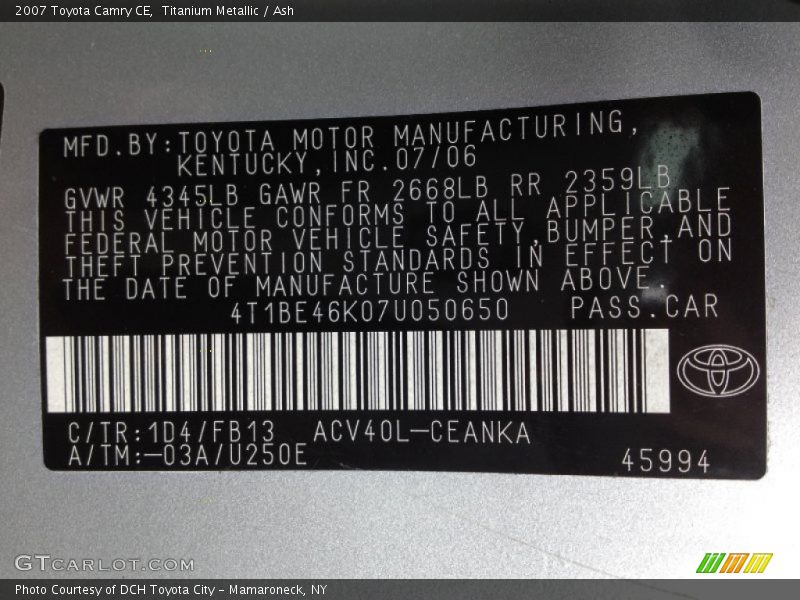 2007 Toyota Camry CE,  Titanium Metallic / Ash
MFD.BY:TOYOTA MOTOR MANUFACTURING,
KENTUCKY,INC.07/06
GVWR 4345LB GAWR FR 2668LB RR 2359LB
THIS VEHICLE CONFORMS TO ALL APPLICABLE
FEDERAL MOTOR VEHICLE SAFETY,BUMPER,AND
THEFT PREVENTION STANDARDS IN EFFECT ON
THE DATE OF MANUFACTURE SHOWN ABOVE.
4T1BE46K07U050650 PASS.CAR
C/TR:1D4/FB13 ACV40L-CEANKA
A/TM:-03A/U250E
45994
GTCARLOT.COM
Photo Courtesy of DCH Toyota City - Mamaroneck, NY